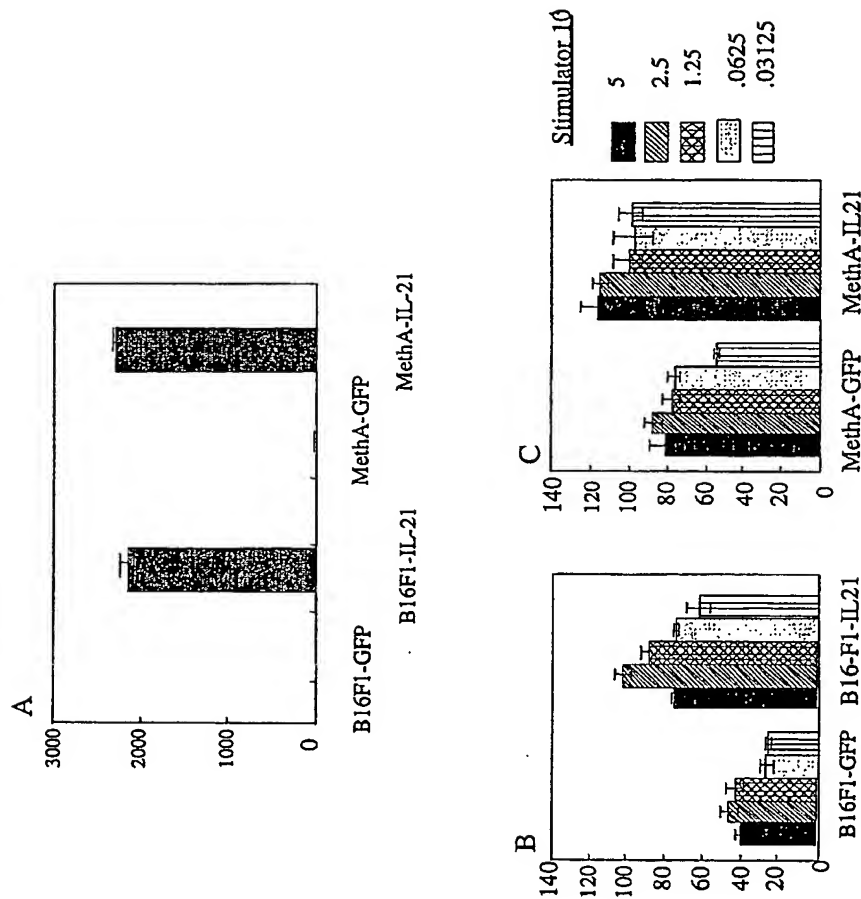 A
3000
2000
1000
0
B16F1-GFP
B16F1-IL-21
MethA-GFP
MethA-IL-21
B
140
120
100
80
60
40
20
0
B16F1-GFP
B16-F1-IL21
C
140
120
100
80
60
40
20
0
MethA-GFP
MethA-IL21
Stimulator 10
5
2.5
1.25
.0625
.03125